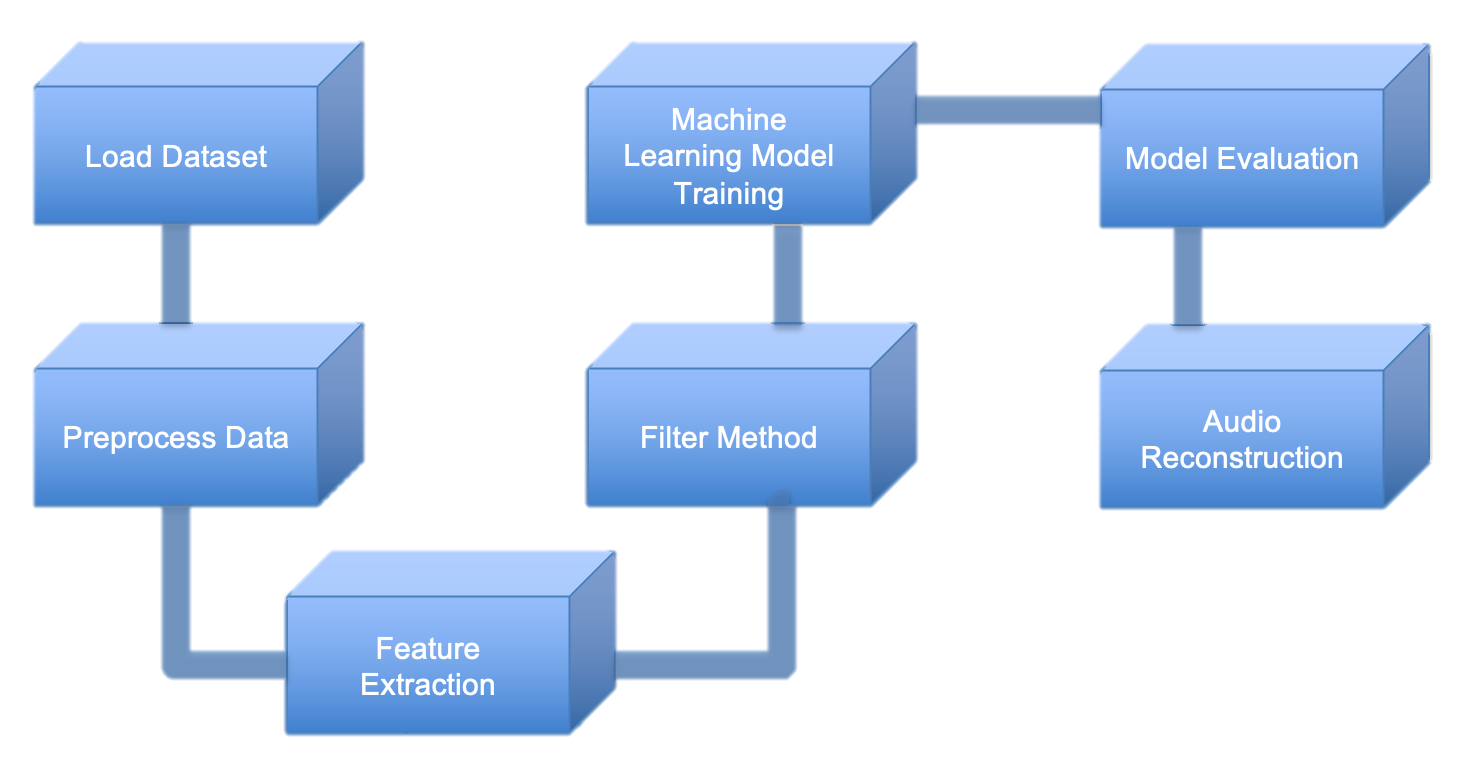 Load Dataset
Preprocess Data
Feature
Extraction
Filter Method
Machine
Learning Model
Training
Model Evaluation
Audio
Reconstruction